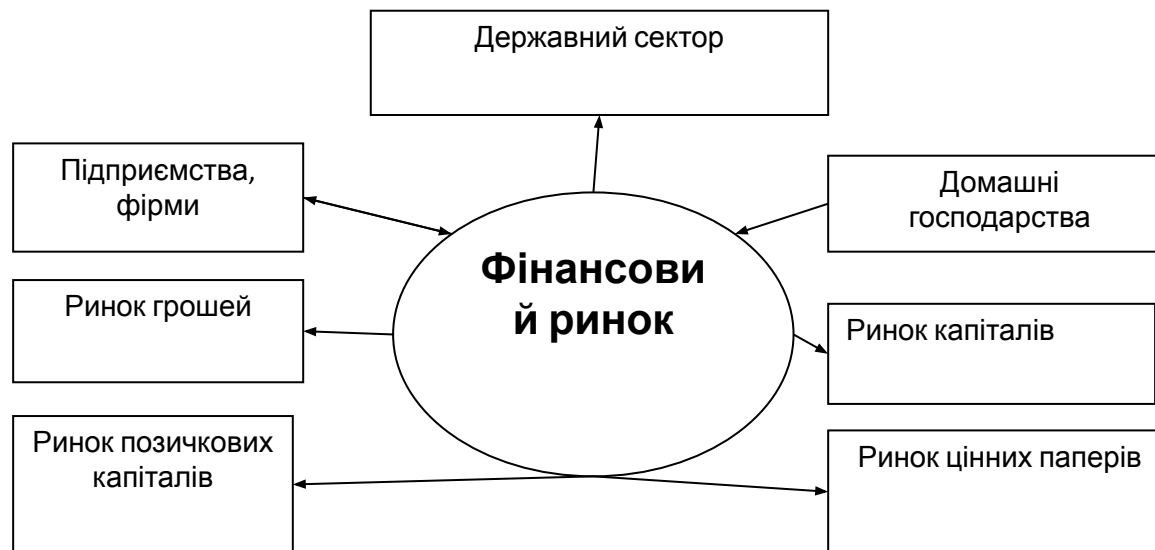 Державний сектор
Підприємства,
фірми
Домашні
господарства
Фінансови
й ринок
Ринок грошей
Ринок капіталів
Ринок позичкових
капіталів
Ринок цінних паперів